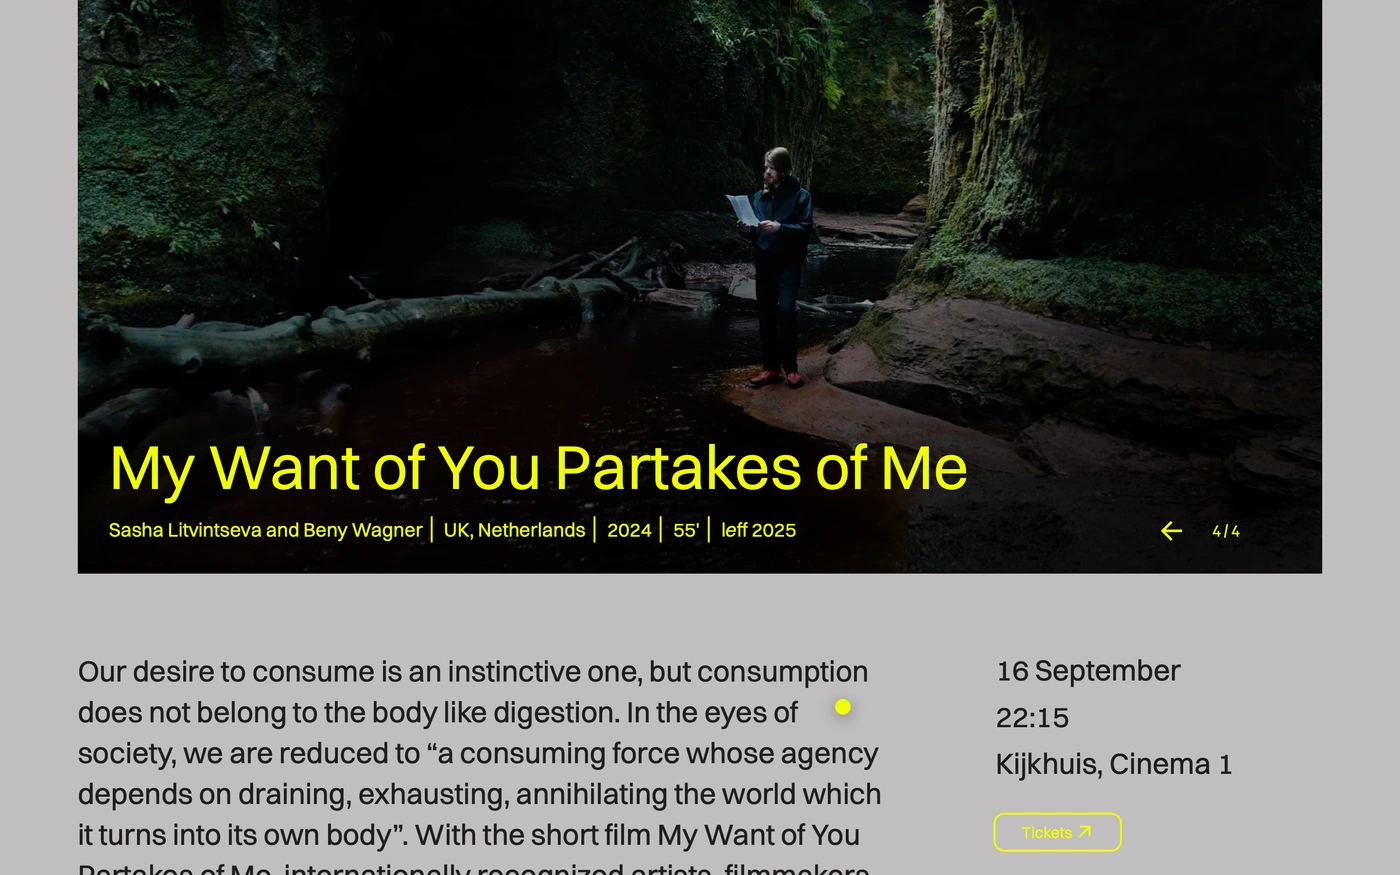 My Want of You Partakes of Me
Sasha Litvintseva and Beny Wagner | UK, Netherlands | 2024 | 55' | leff 2025
4 / 4
Our desire to consume is an instinctive one, but consumption
does not belong to the body like digestion. In the eyes of
society, we are reduced to “a consuming force whose agency
depends on draining, exhausting, annihilating the world which
it turns into its own body”. With the short film My Want of You
Partakes of Me, internationally recognized artists, filmmakers
16 September
22:15
Kijkhuis, Cinema 1
Tickets